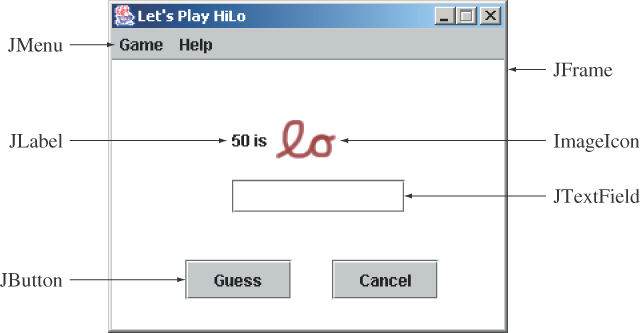 Let's Play HiLo
JMenu Game Help
JFrame
JLabel 50 is lo ImageIcon
JTextField
JButton Guess Cancel